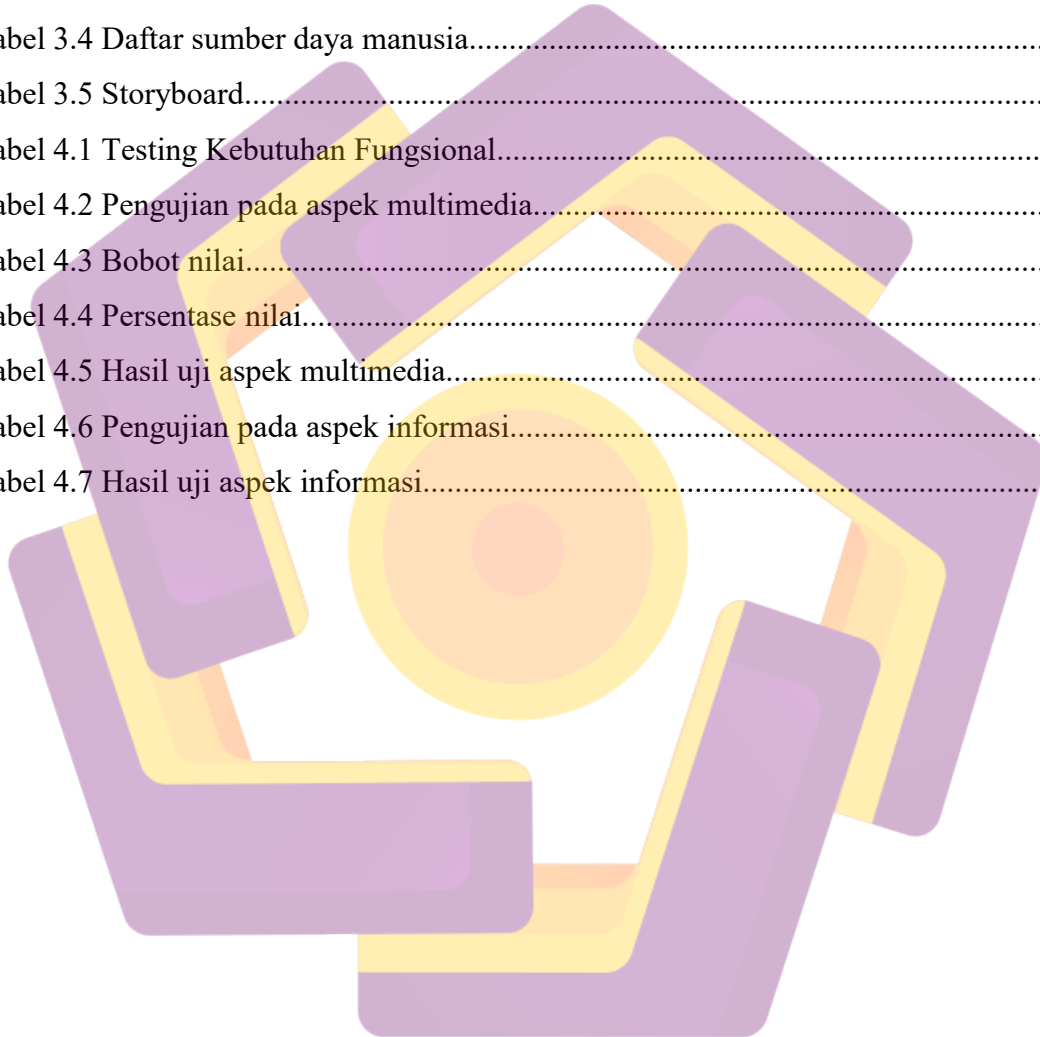 abel 3.4 Daftar sumber daya manusia......................................................................
abel 3.5 Storyboard...................................................................................................
abel 4.1 Testing Kebutuhan Fungsional...................................................................
abel 4.2 Pengujian pada aspek multimedia..............................................................
abel 4.3 Bobot nilai...................................................................................................
abel 4.4 Persentase nilai............................................................................................
abel 4.5 Hasil uji aspek multimedia..........................................................................
abel 4.6 Pengujian pada aspek informasi.................................................................
abel 4.7 Hasil uji aspek informasi.............................................................................